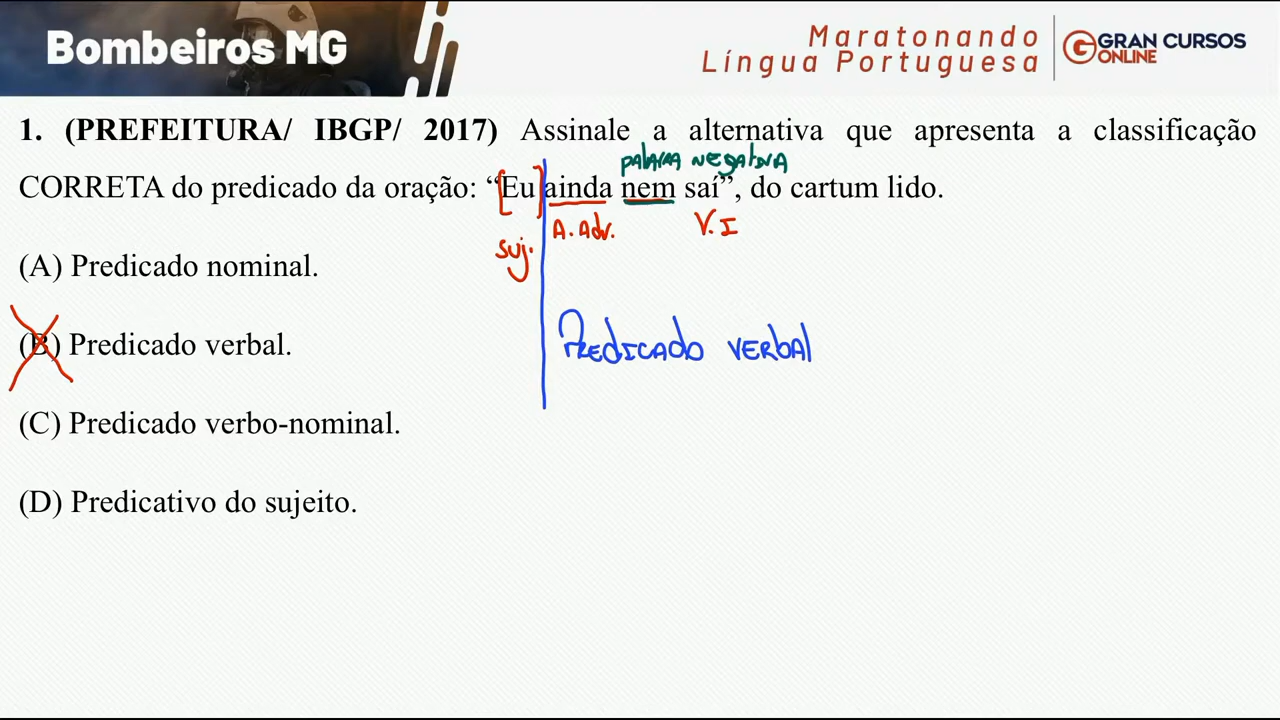 Bombeiros MG
Maratonando
Língua Portuguesa
GRAN CURSOS
ONLINE
1. (PREFEITURA/ IBGP/ 2017) Assinale a alternativa que apresenta a classificação
PALAVRA NEGATIVA
CORRETA do predicado da oração: “Eu ainda nem saí”, do cartum lido.
suj. A. Adv. V.I
(A) Predicado nominal.
(B) Predicado verbal.
PREDICADO VERBAL
(C) Predicado verbo-nominal.
(D) Predicativo do sujeito.